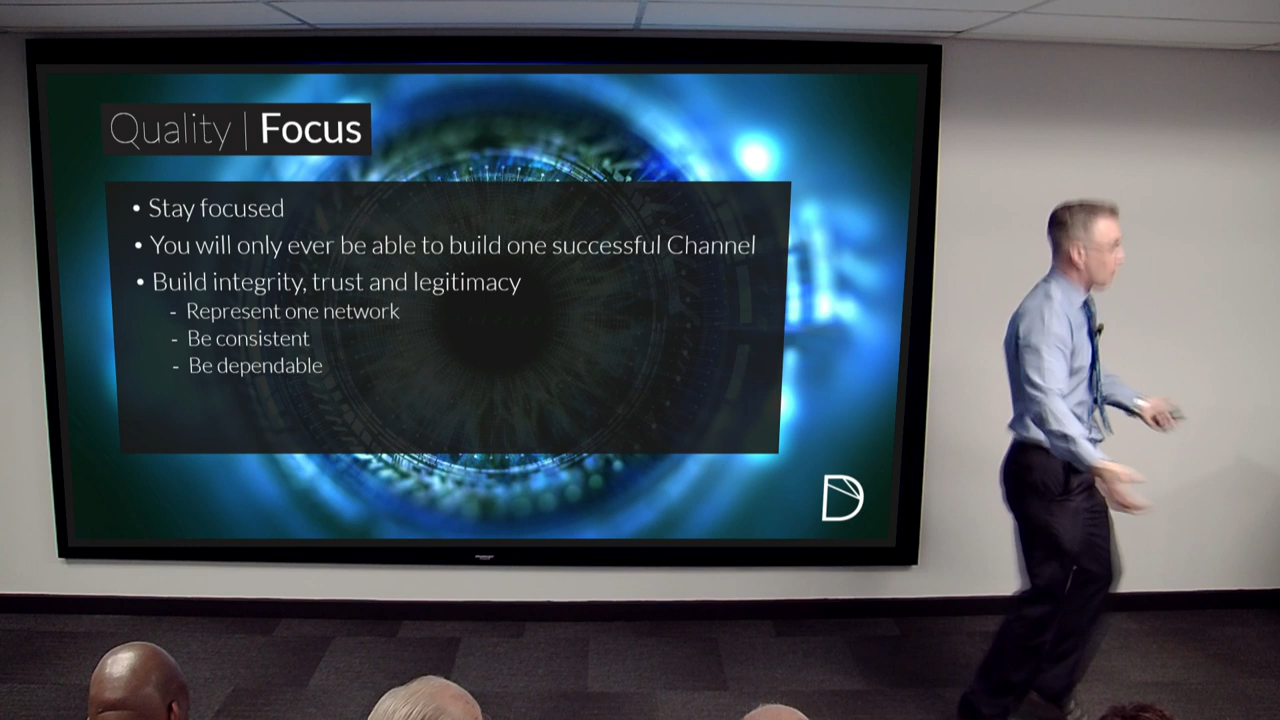 Quality | Focus
• Stay focused
• You will only ever be able to build one successful Channel
• Build integrity, trust and legitimacy
- Represent one network
- Be consistent
- Be dependable